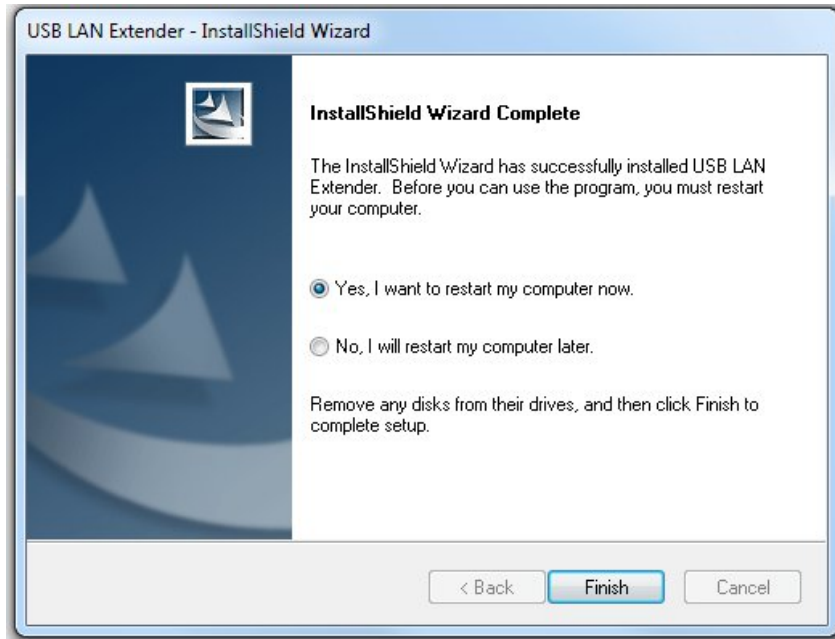 USB LAN Extender - InstallShield Wizard
InstallShield Wizard Complete
The InstallShield Wizard has successfully installed USB LAN
Extender. Before you can use the program, you must restart
your computer.
Yes, I want to restart my computer now.
No, I will restart my computer later.
Remove any disks from their drives, and then click Finish to
complete setup.
< Back Finish Cancel